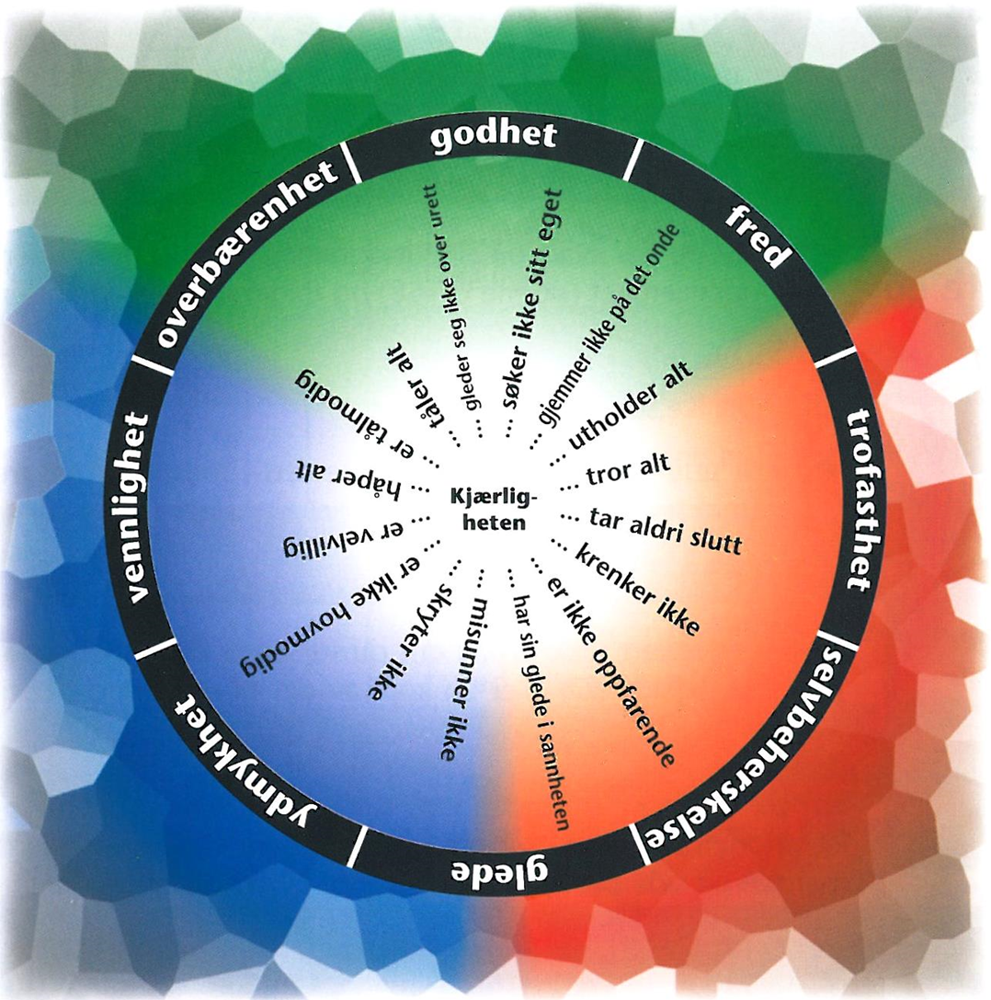 godhet
fred
trofasthet
selvbeherskelse
glede
ydmykhet
vennlighet
overbærenhet
Kjærlig-
heten
... gleder seg ikke over urett
... søker ikke sitt eget
... gjemmer ikke på det onde
... utholder alt
... tror alt
... tar aldri slutt
... krenker ikke
... er ikke oppfarende
... har sin glede i sannheten
... misunner ikke
... skryter ikke
... er ikke hovmodig
... er velvillig
... håper alt
... er tålmodig
... tåler alt